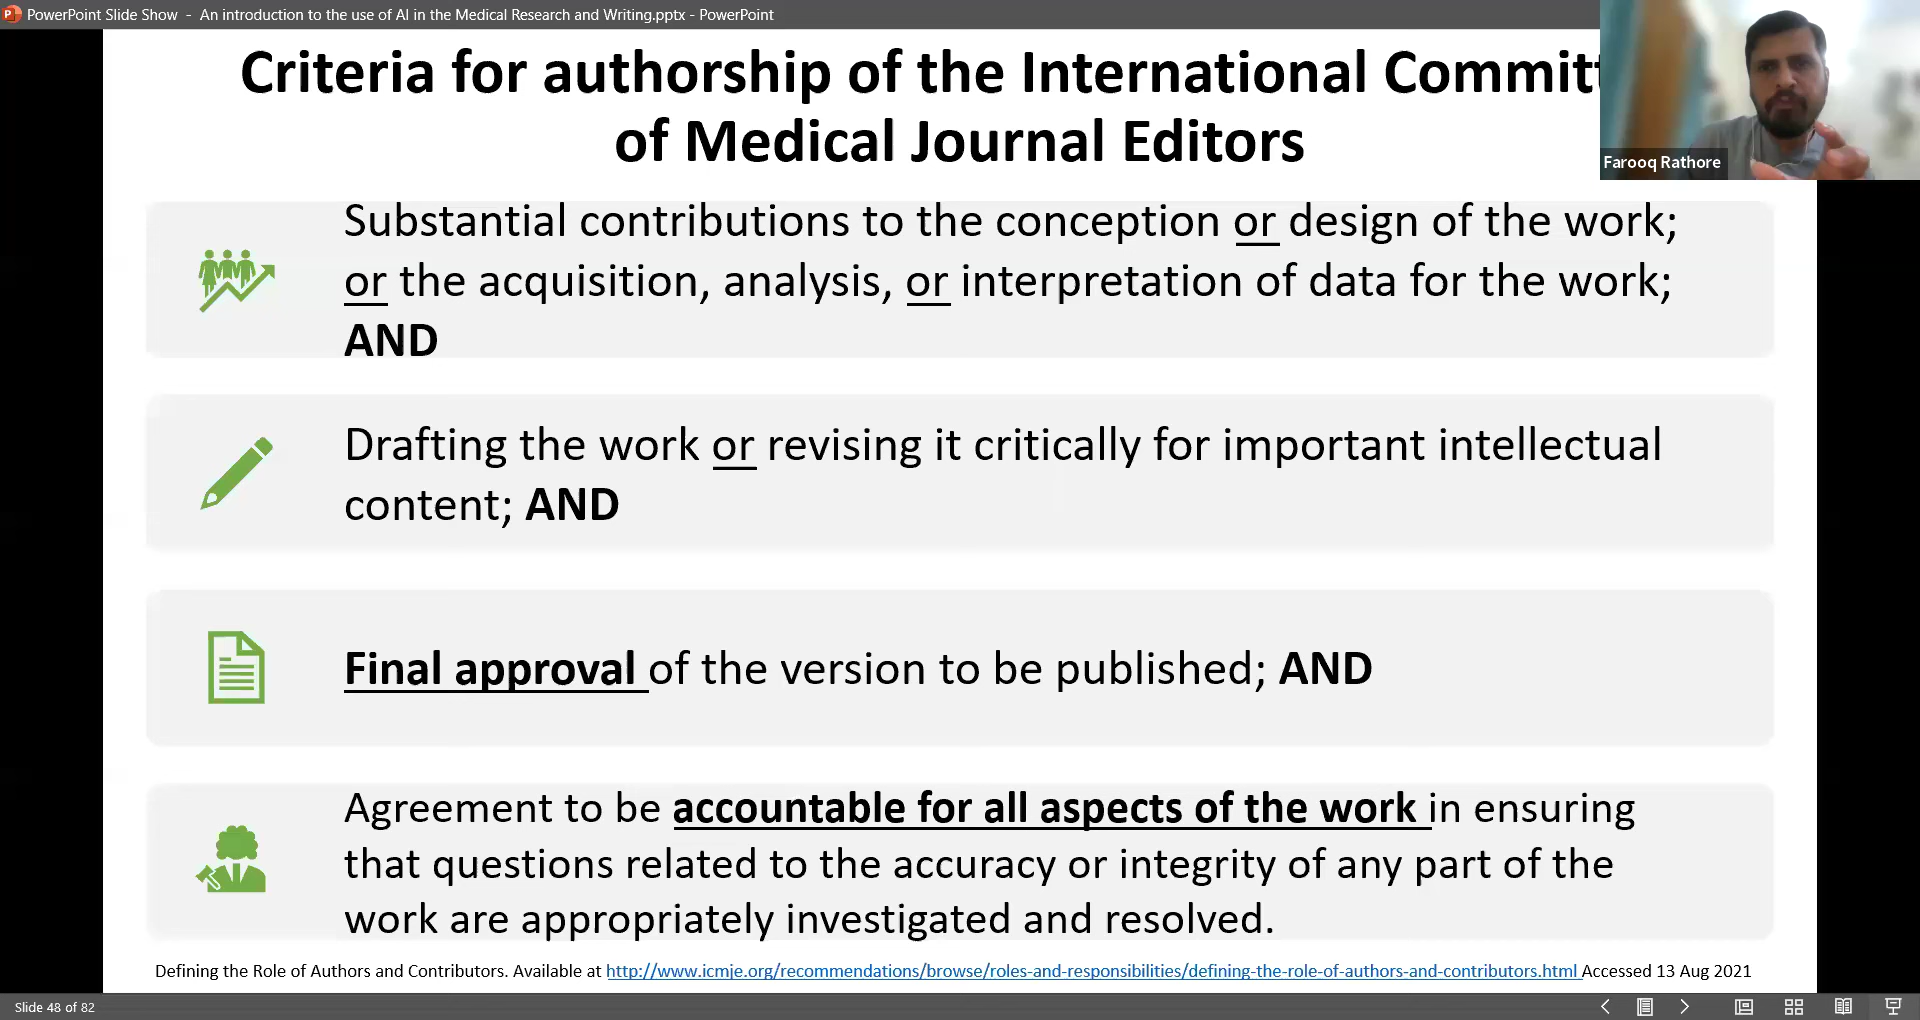 PowerPoint Slide Show - An introduction to the use of AI in the Medical Research and Writing.pptx - PowerPoint
Criteria for authorship of the International Committ
of Medical Journal Editors
Farooq Rathore
Substantial contributions to the conception or design of the work;
or the acquisition, analysis, or interpretation of data for the work;
AND
Drafting the work or revising it critically for important intellectual
content; AND
Final approval of the version to be published; AND
Agreement to be accountable for all aspects of the work in ensuring
that questions related to the accuracy or integrity of any part of the
work are appropriately investigated and resolved.
Defining the Role of Authors and Contributors. Available at http://www.icmje.org/recommendations/browse/roles-and-responsibilities/defining-the-role-of-authors-and-contributors.html Accessed 13 Aug 2021
Slide 48 of 82